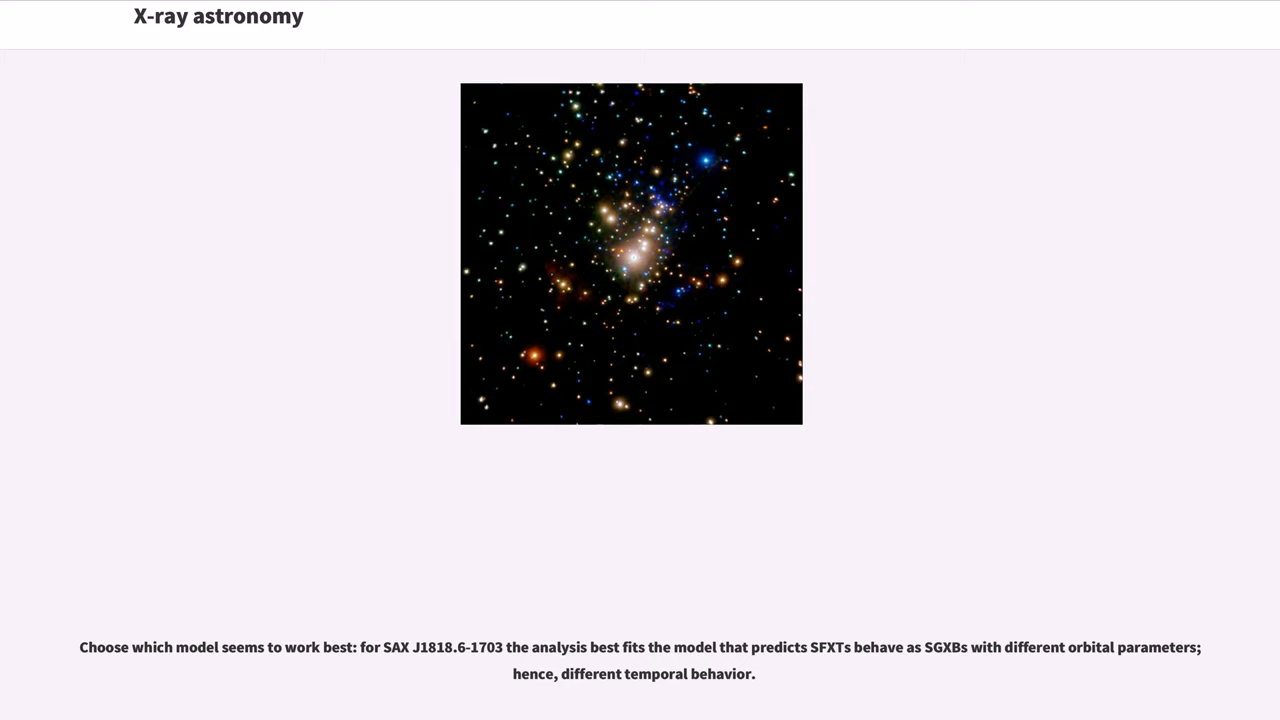 X-ray astronomy
Choose which model seems to work best: for SAX J1818.6-1703 the analysis best fits the model that predicts SFXTs behave as SGXBs with different orbital parameters;
hence, different temporal behavior.